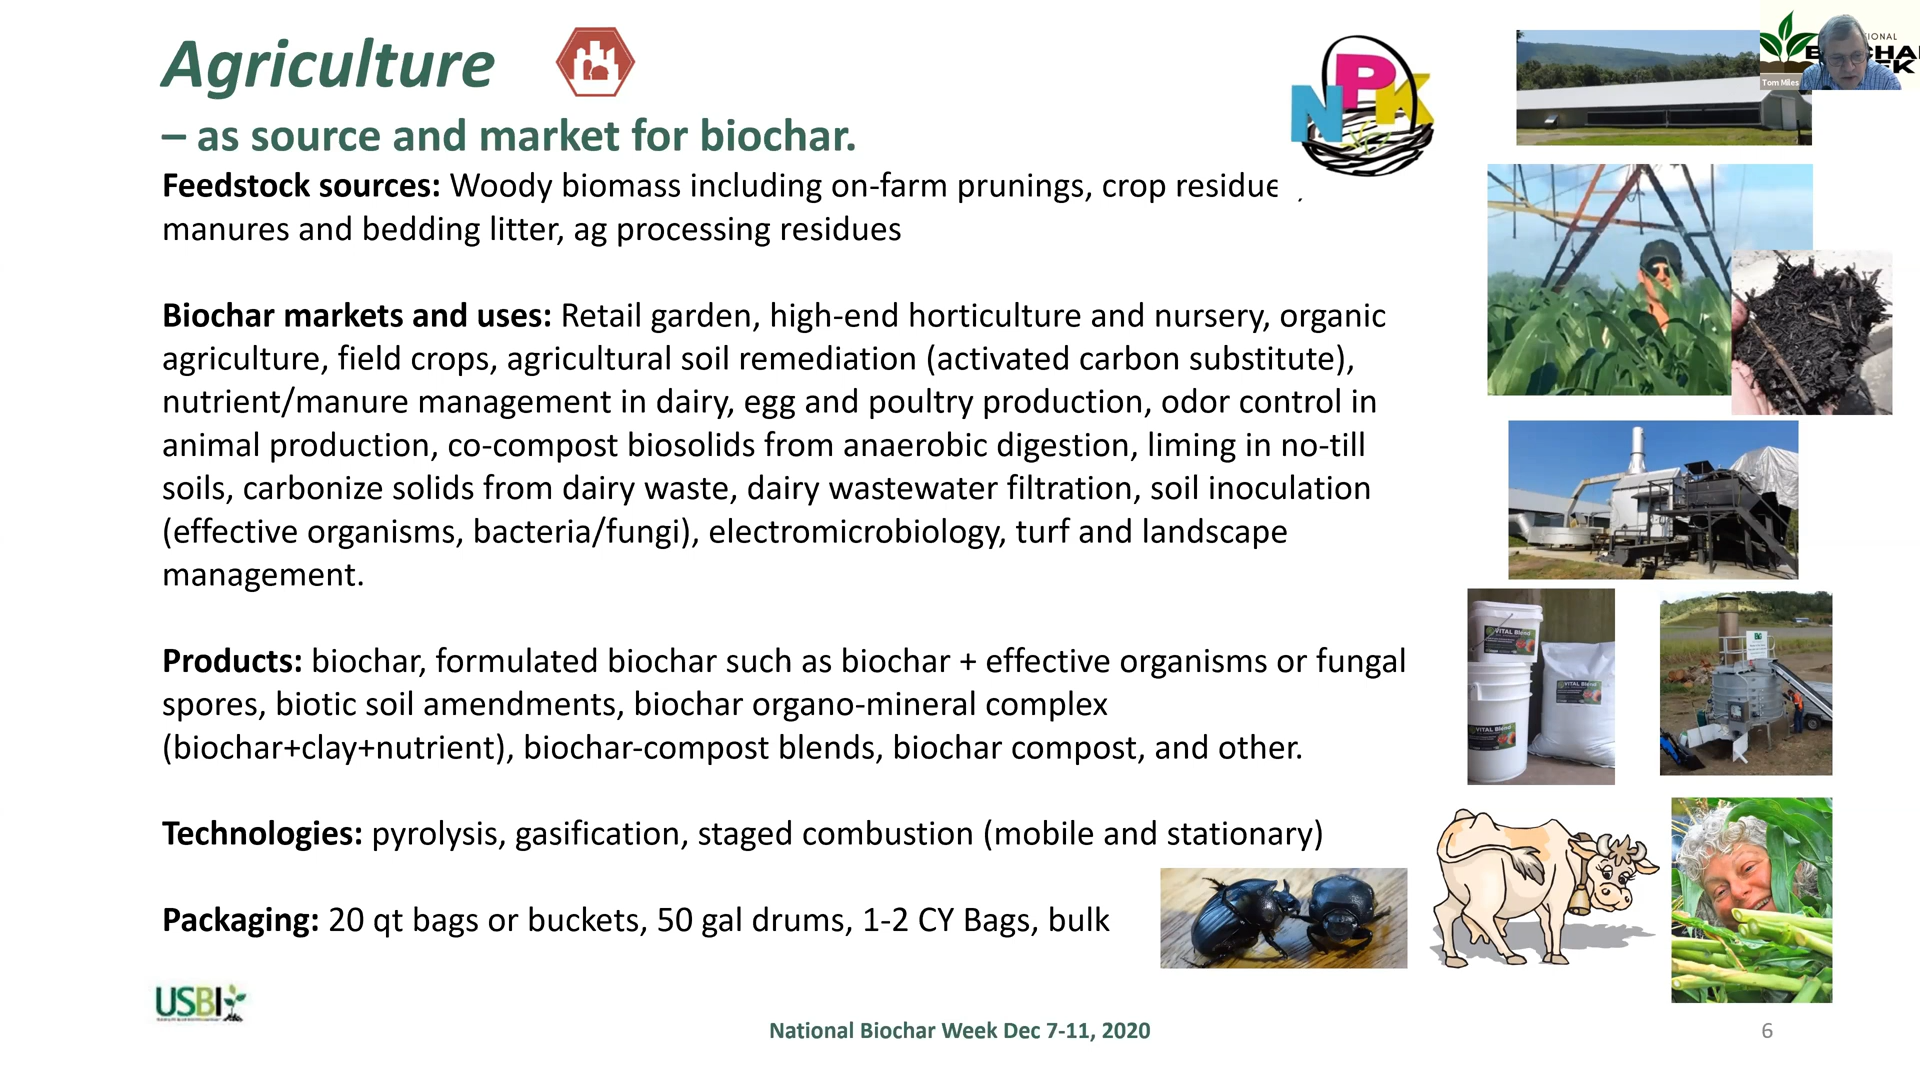 Agriculture
– as source and market for biochar.
NPK
NATIONAL
Tom Miles
Feedstock sources: Woody biomass including on-farm prunings, crop residue,
manures and bedding litter, ag processing residues
Biochar markets and uses: Retail garden, high-end horticulture and nursery, organic
agriculture, field crops, agricultural soil remediation (activated carbon substitute),
nutrient/manure management in dairy, egg and poultry production, odor control in
animal production, co-compost biosolids from anaerobic digestion, liming in no-till
soils, carbonize solids from dairy waste, dairy wastewater filtration, soil inoculation
(effective organisms, bacteria/fungi), electromicrobiology, turf and landscape
management.
Products: biochar, formulated biochar such as biochar + effective organisms or fungal
spores, biotic soil amendments, biochar organo-mineral complex
(biochar+clay+nutrient), biochar-compost blends, biochar compost, and other.
VITAL Blend
VITAL Blend
VITAL Blend
Technologies: pyrolysis, gasification, staged combustion (mobile and stationary)
Packaging: 20 qt bags or buckets, 50 gal drums, 1-2 CY Bags, bulk
USBI
National Biochar Week Dec 7-11, 2020
6